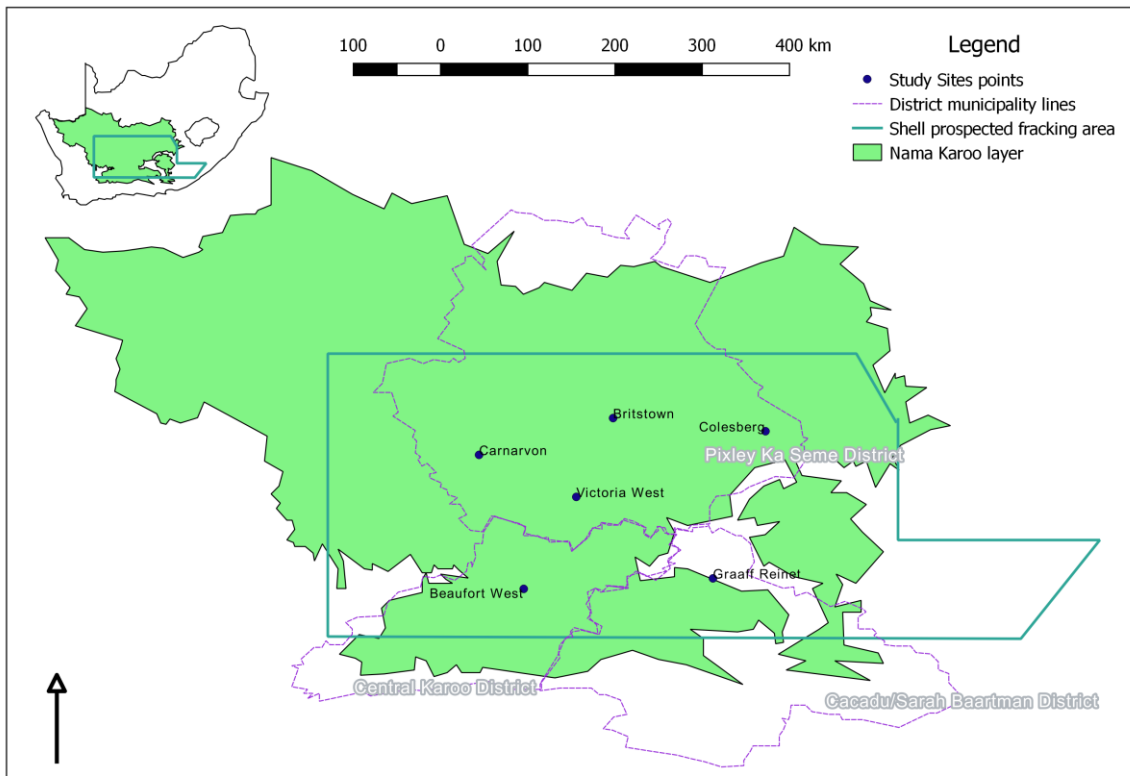 100 0 100 200 300 400 km
Legend
Study Sites points
District municipality lines
Shell prospected fracking area
Nama Karoo layer
Britstown
Colesberg
Carnarvon
Pixley Ka Seme District
Victoria West
Graaff Reinet
Beaufort West
Central Karoo District
Cacadu/Sarah Baartman District